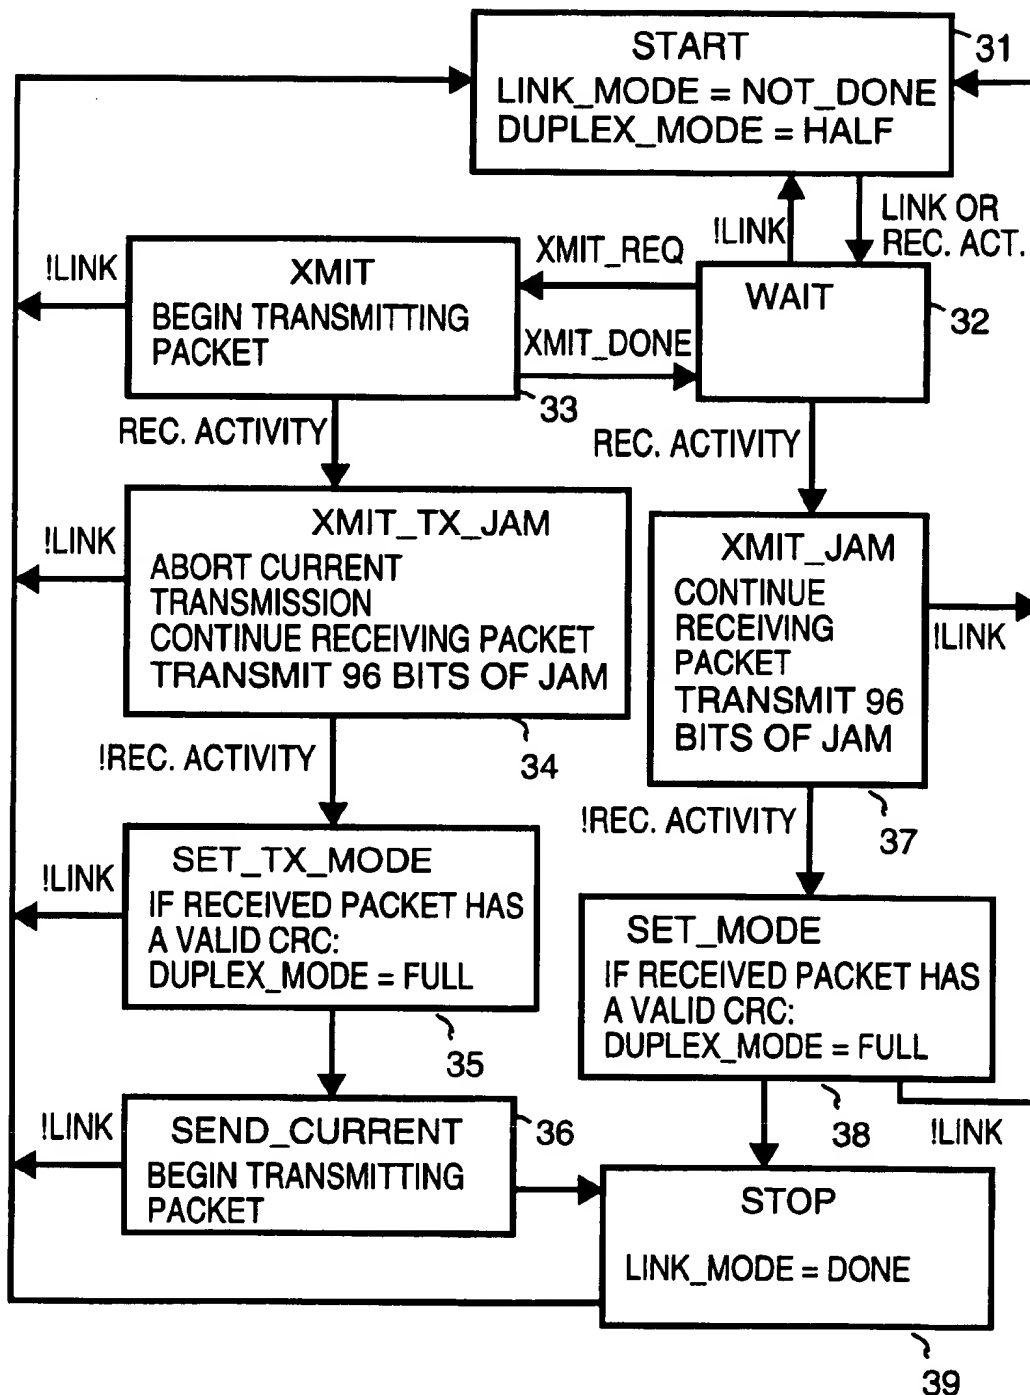 START
31
LINK_MODE = NOT_DONE
DUPLEX_MODE = HALF
!LINK
LINK OR
REC. ACT.
!LINK
XMIT
BEGIN TRANSMITTING
PACKET
33
XMIT_REQ
XMIT_DONE
WAIT
32
REC. ACTIVITY
REC. ACTIVITY
!LINK
XMIT_TX_JAM
ABORT CURRENT
TRANSMISSION
CONTINUE RECEIVING PACKET
TRANSMIT 96 BITS OF JAM
34
XMIT_JAM
CONTINUE
RECEIVING
PACKET
TRANSMIT 96
BITS OF JAM
37
!LINK
!REC. ACTIVITY
!REC. ACTIVITY
!LINK
SET_TX_MODE
IF RECEIVED PACKET HAS
A VALID CRC:
DUPLEX_MODE = FULL
35
SET_MODE
IF RECEIVED PACKET HAS
A VALID CRC:
DUPLEX_MODE = FULL
38
!LINK
!LINK
SEND_CURRENT
36
BEGIN TRANSMITTING
PACKET
STOP
LINK_MODE = DONE
39